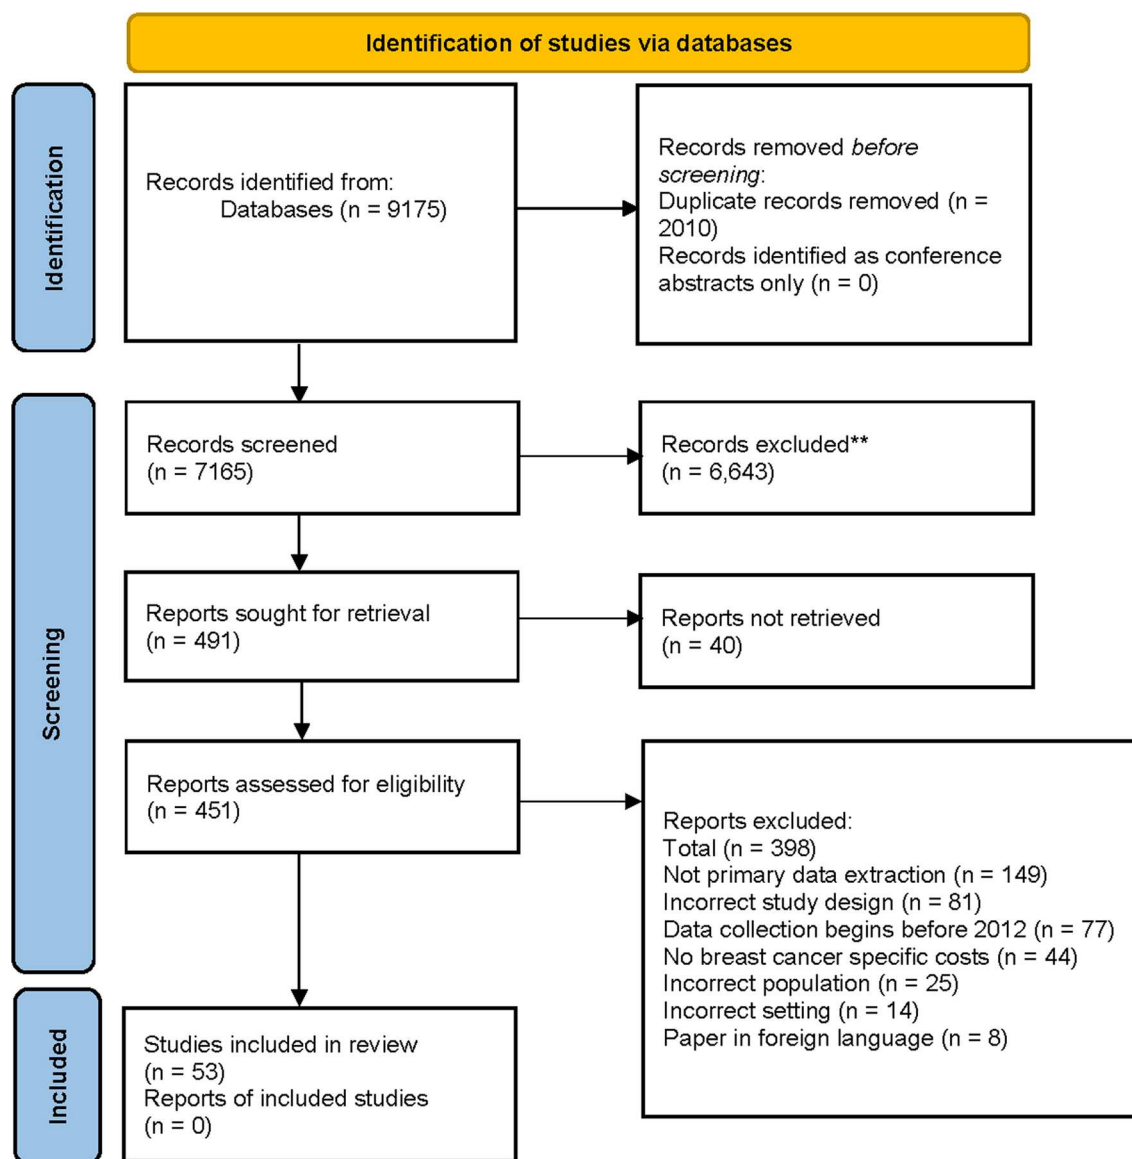 Identification of studies via databases
Identification
Records identified from:
Databases (n = 9175)
Records removed before
screening:
Duplicate records removed (n =
2010)
Records identified as conference
abstracts only (n = 0)
Screening
Records screened
(n = 7165)
Records excluded**
(n = 6,643)
Reports sought for retrieval
(n = 491)
Reports not retrieved
(n = 40)
Reports assessed for eligibility
(n = 451)
Reports excluded:
Total (n = 398)
Not primary data extraction (n = 149)
Incorrect study design (n = 81)
Data collection begins before 2012 (n = 77)
No breast cancer specific costs (n = 44)
Incorrect population (n = 25)
Incorrect setting (n = 14)
Paper in foreign language (n = 8)
Included
Studies included in review
(n = 53)
Reports of included studies
(n = 0)